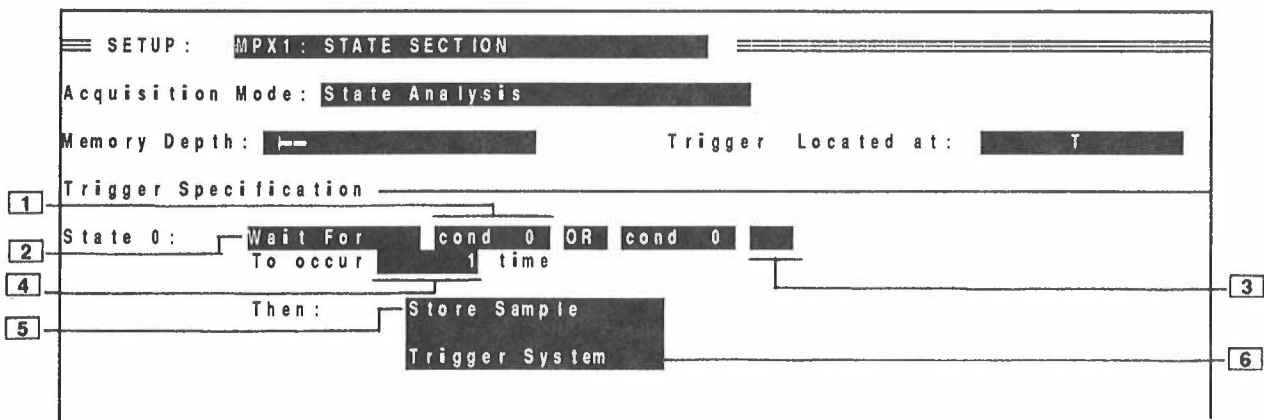 SETUP: MPX1: STATE SECTION
Acquisition Mode: State Analysis
Memory Depth: Trigger Located at: T
Trigger Specification
1
State 0: Wait For cond 0 OR cond 0
2
To occur 1 time
4
3
Then: Store Sample
5
Trigger System
6